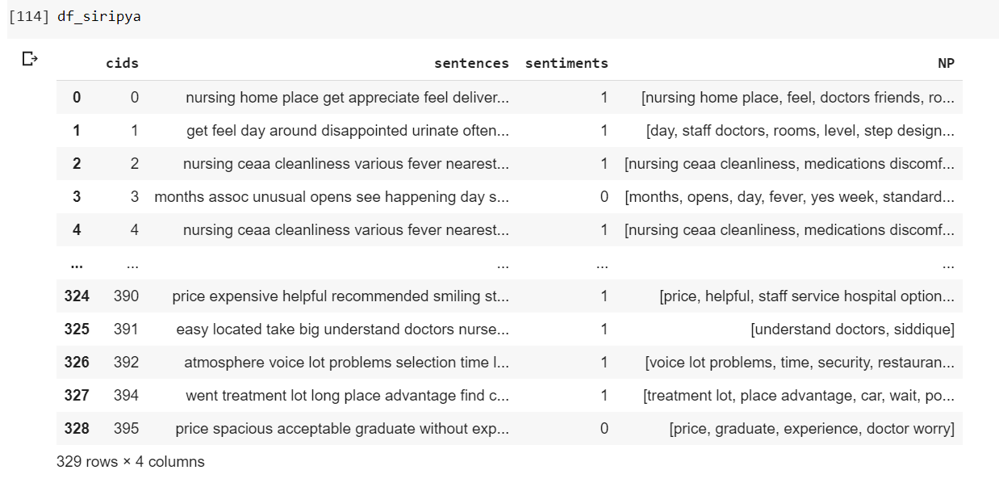 [114] df_siripya
cids sentences sentiments NP
0 0 nursing home place get appreciate feel deliver... 1 [nursing home place, feel, doctors friends, ro...
1 1 get feel day around disappointed urinate often... 1 [day, staff doctors, rooms, level, step design...
2 2 nursing ceaa cleanliness various fever nearest... 1 [nursing ceaa cleanliness, medications discomf...
3 3 months assoc unusual opens see happening day s... 0 [months, opens, day, fever, yes week, standard...
4 4 nursing ceaa cleanliness various fever nearest... 1 [nursing ceaa cleanliness, medications discomf...
... ... ... ... ...
324 390 price expensive helpful recommended smiling st... 1 [price, helpful, staff service hospital option...
325 391 easy located take big understand doctors nurse... 1 [understand doctors, siddique]
326 392 atmosphere voice lot problems selection time l... 1 [voice lot problems, time, security, restauran...
327 394 went treatment lot long place advantage find c... 1 [treatment lot, place advantage, car, wait, po...
328 395 price spacious acceptable graduate without exp... 0 [price, graduate, experience, doctor worry]
329 rows × 4 columns